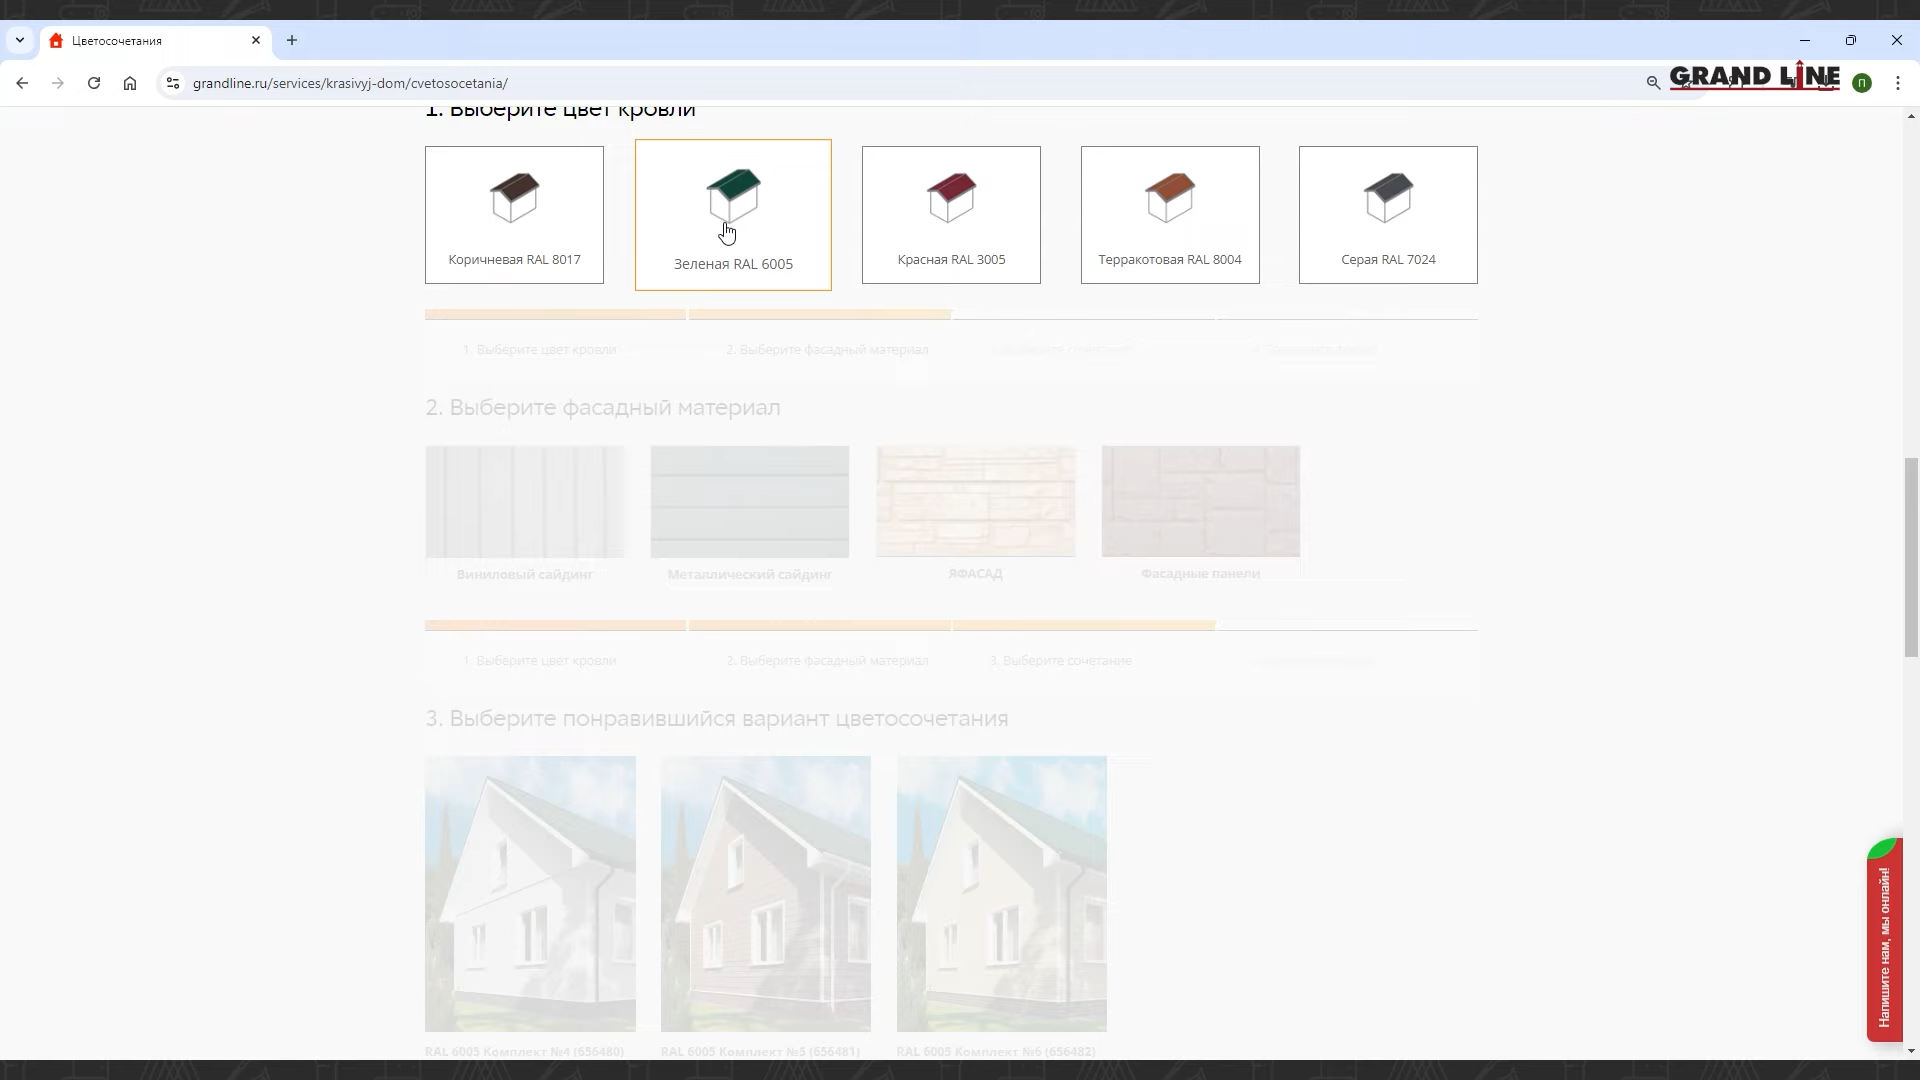 Цветосочетания
grandline.ru/services/krasivyj-dom/cvetosocetania/
GRAND LINE
П
1. Выберите цвет кровли
Коричневая RAL 8017
Зеленая RAL 6005
Красная RAL 3005
Терракотовая RAL 8004
Серая RAL 7024
1. Выберите цвет кровли
2. Выберите фасадный материал
2. Выберите фасадный материал
Виниловый сайдинг
Металлический сайдинг
ЯФАСАД
Фасадные панели
1. Выберите цвет кровли
2. Выберите фасадный материал
3. Выберите сочетание
3. Выберите понравившийся вариант цветосочетания
RAL 6005 Комплект №4 (656480)
RAL 6005 Комплект №5 (656481)
RAL 6005 Комплект №6 (656482)
Напишите нам, мы онлайн!